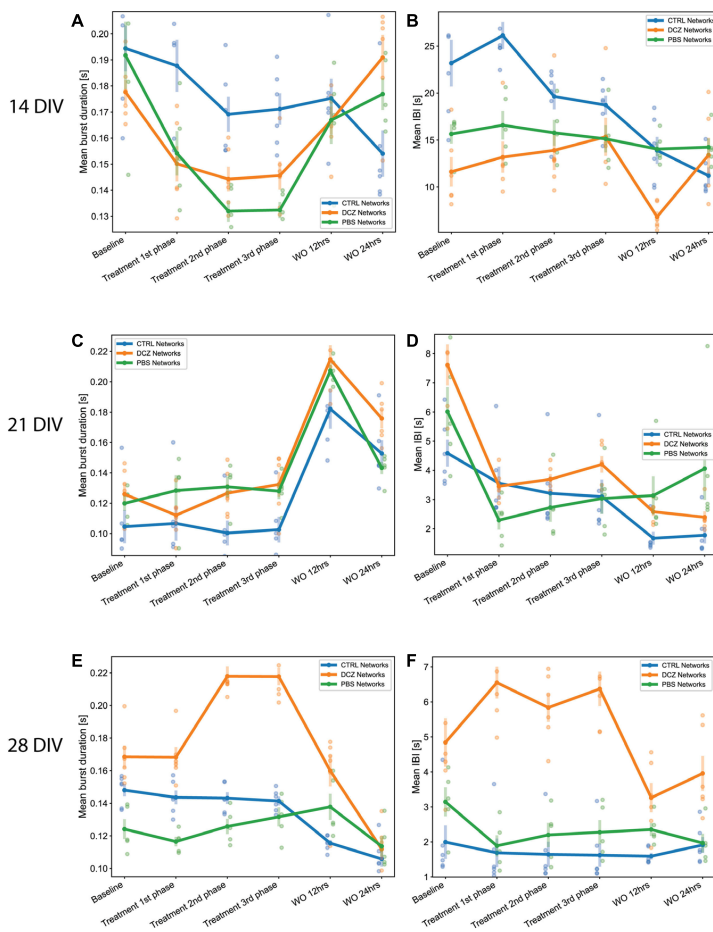 A
B
14 DIV
Mean burst duration [s]
0.20
0.19
0.18
0.17
0.16
0.15
0.14
0.13
CTRL Networks
DCZ Networks
PBS Networks
Baseline
Treatment 1st phase
Treatment 2nd phase
Treatment 3rd phase
WO 12hrs
WO 24hrs
Mean IBI [s]
25
20
15
10
CTRL Networks
DCZ Networks
PBS Networks
Baseline
Treatment 1st phase
Treatment 2nd phase
Treatment 3rd phase
WO 12hrs
WO 24hrs
C
D
21 DIV
Mean burst duration [s]
0.22
0.20
0.18
0.16
0.14
0.12
0.10
CTRL Networks
DCZ Networks
PBS Networks
Baseline
Treatment 1st phase
Treatment 2nd phase
Treatment 3rd phase
WO 12hrs
WO 24hrs
Mean IBI [s]
8
7
6
5
4
3
2
CTRL Networks
DCZ Networks
PBS Networks
Baseline
Treatment 1st phase
Treatment 2nd phase
Treatment 3rd phase
WO 12hrs
WO 24hrs
E
F
28 DIV
Mean burst duration [s]
0.22
0.20
0.18
0.16
0.14
0.12
0.10
CTRL Networks
DCZ Networks
PBS Networks
Baseline
Treatment 1st phase
Treatment 2nd phase
Treatment 3rd phase
WO 12hrs
WO 24hrs
Mean IBI [s]
7
6
5
4
3
2
1
CTRL Networks
DCZ Networks
PBS Networks
Baseline
Treatment 1st phase
Treatment 2nd phase
Treatment 3rd phase
WO 12hrs
WO 24hrs